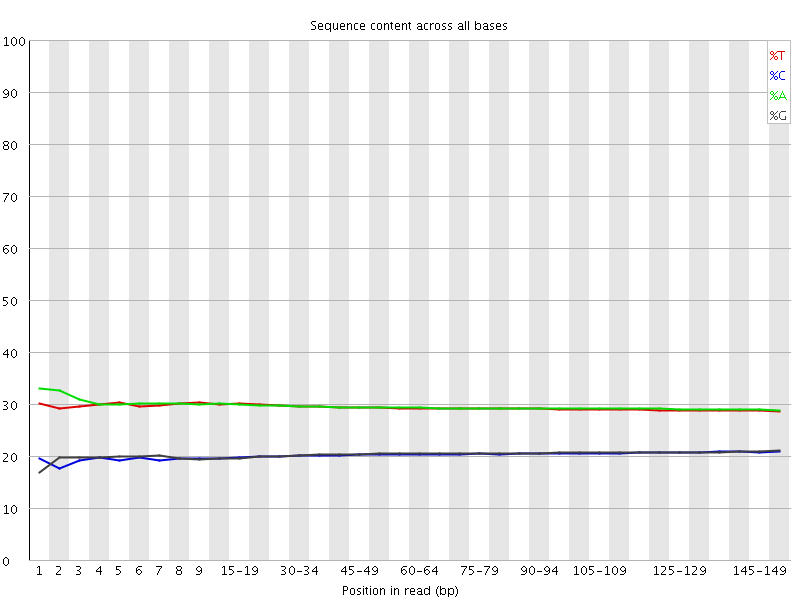 Sequence content across all bases
100
%T
%C
90
%A
%G
80
70
60
50
40
30
20
10
0
1 2 3 4 5 6 7 8 9 15-19 30-34 45-49 60-64 75-79 90-94 105-109 125-129 145-149
Position in read (bp)